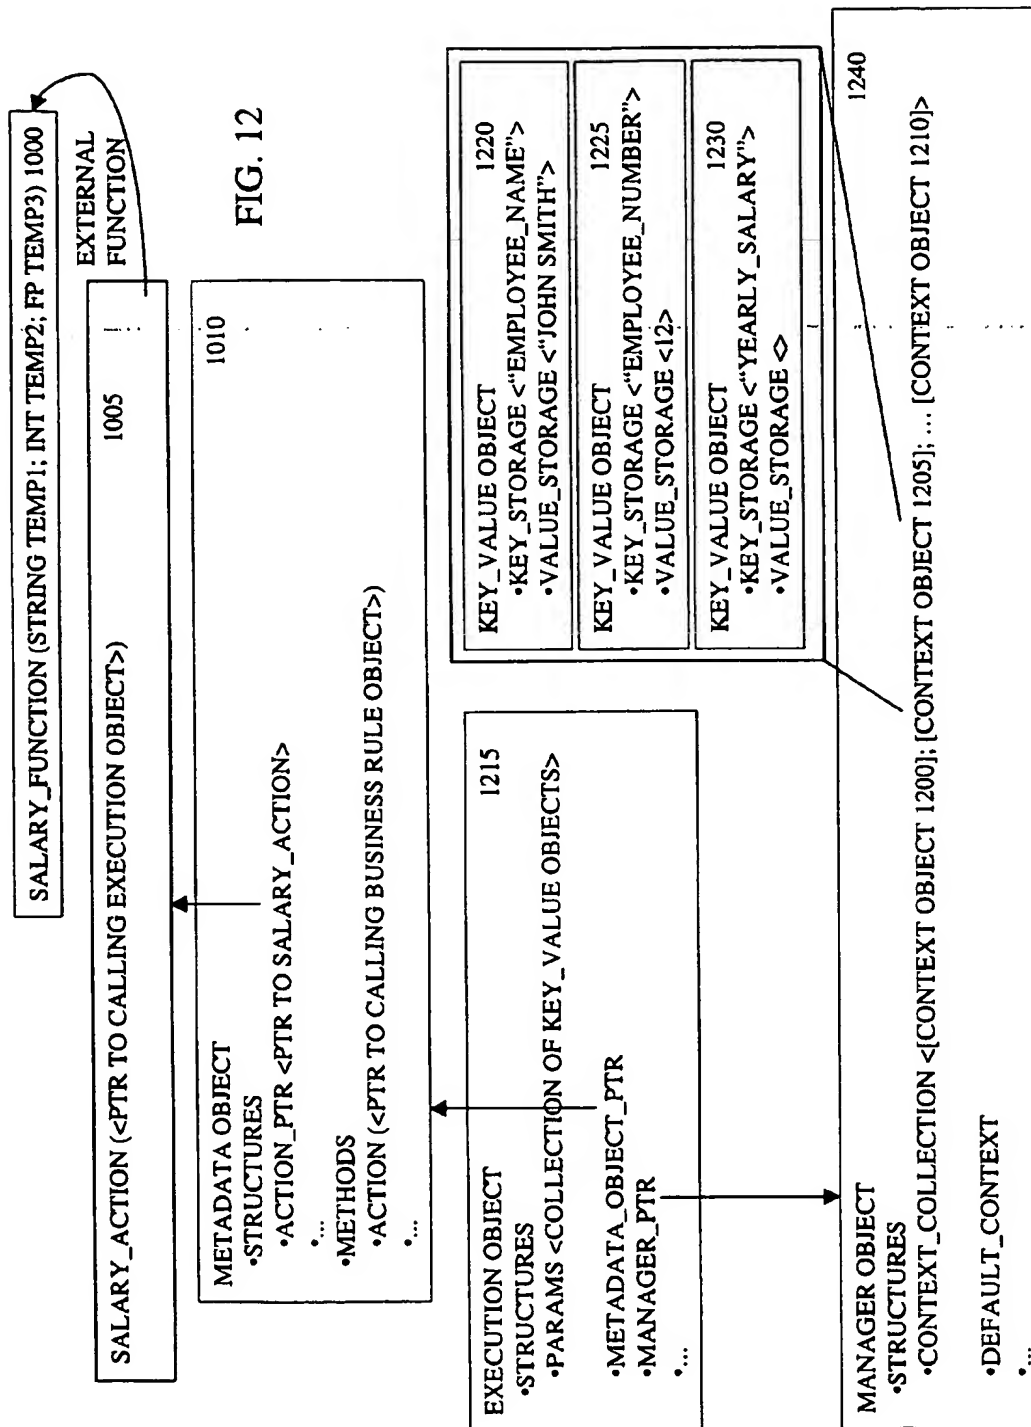 SALARY_FUNCTION (STRING TEMP1; INT TEMP2; FP TEMP3) 1000
EXTERNAL
FUNCTION
SALARY_ACTION (<PTR TO CALLING EXECUTION OBJECT>) 1005
FIG. 12
METADATA OBJECT 1010
•STRUCTURES
•ACTION_PTR <PTR TO SALARY_ACTION>
•...
•METHODS
•ACTION (<PTR TO CALLING BUSINESS RULE OBJECT>)
•...
EXECUTION OBJECT 1215
•STRUCTURES
•PARAMS <COLLECTION OF KEY_VALUE OBJECTS>
•METADATA_OBJECT_PTR
•MANAGER_PTR
•...
KEY_VALUE OBJECT 1220
•KEY_STORAGE <“EMPLOYEE_NAME”>
•VALUE_STORAGE <“JOHN SMITH”>
KEY_VALUE OBJECT 1225
•KEY_STORAGE <“EMPLOYEE_NUMBER”>
•VALUE_STORAGE <12>
KEY_VALUE OBJECT 1230
•KEY_STORAGE <“YEARLY_SALARY”>
•VALUE_STORAGE <>
MANAGER OBJECT 1240
•STRUCTURES
•CONTEXT_COLLECTION <[CONTEXT OBJECT 1200]; [CONTEXT OBJECT 1205]; ... [CONTEXT OBJECT 1210]>
•DEFAULT_CONTEXT
•...